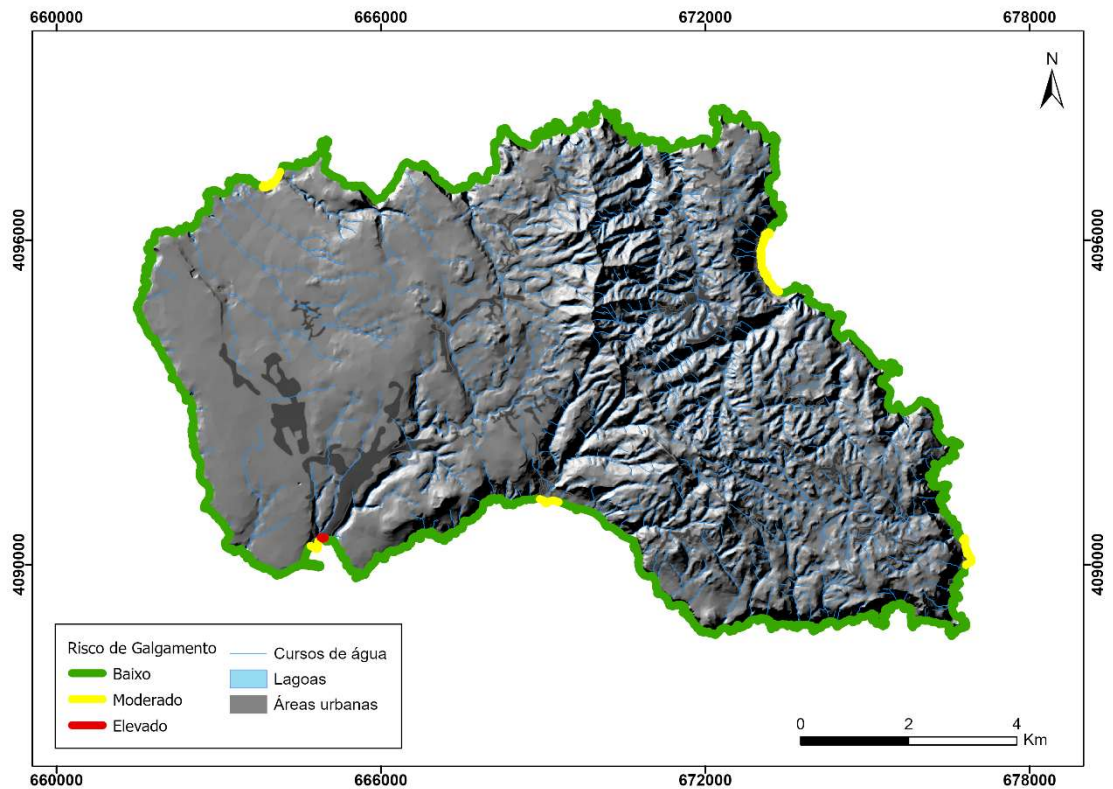 660000 666000 672000 678000
N
4096000 4096000
4090000 4090000
Risco de Galgamento
Baixo
Moderado
Elevado
Cursos de água
Lagoas
Áreas urbanas
0 2 4
Km
660000 666000 672000 678000